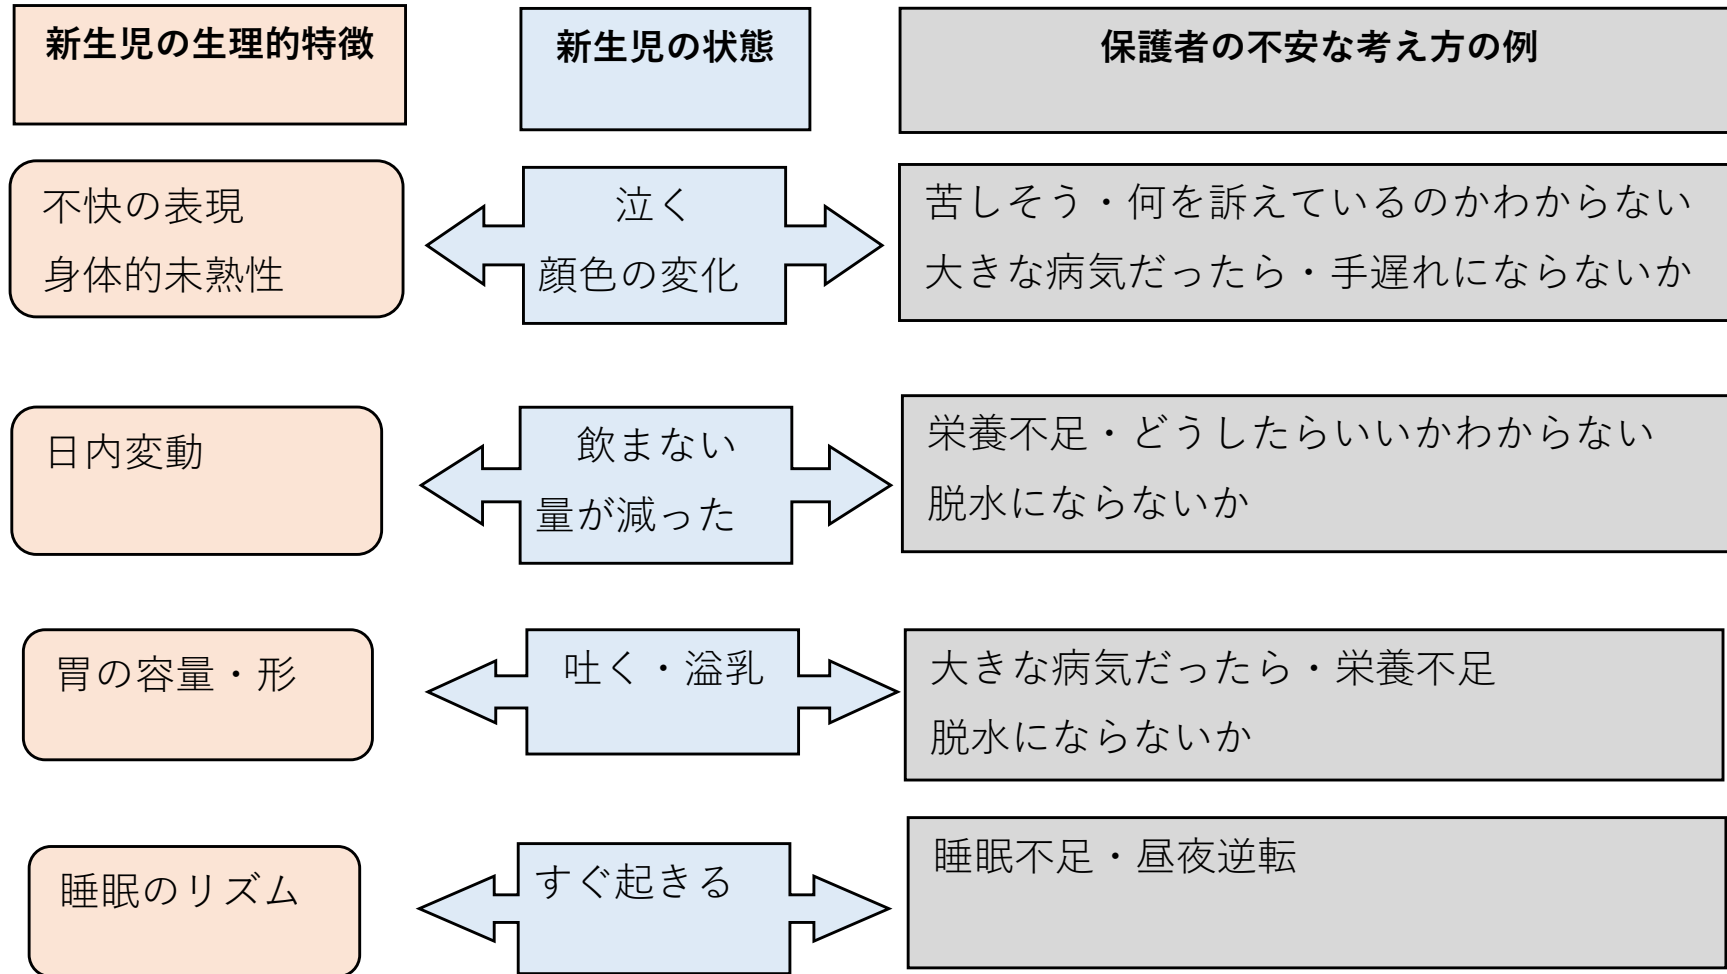 新生児の生理的特徴
新生児の状態
保護者の不安な考え方の例
不快の表現
身体的未熟性
泣く
顔色の変化
苦しそう・何を訴えているのかわからない
大きな病気だったら・手遅れにならないか
日内変動
飲まない
量が減った
栄養不足・どうしたらいいかわからない
脱水にならないか
胃の容量・形
吐く・溢乳
大きな病気だったら・栄養不足
脱水にならないか
睡眠のリズム
すぐ起きる
睡眠不足・昼夜逆転